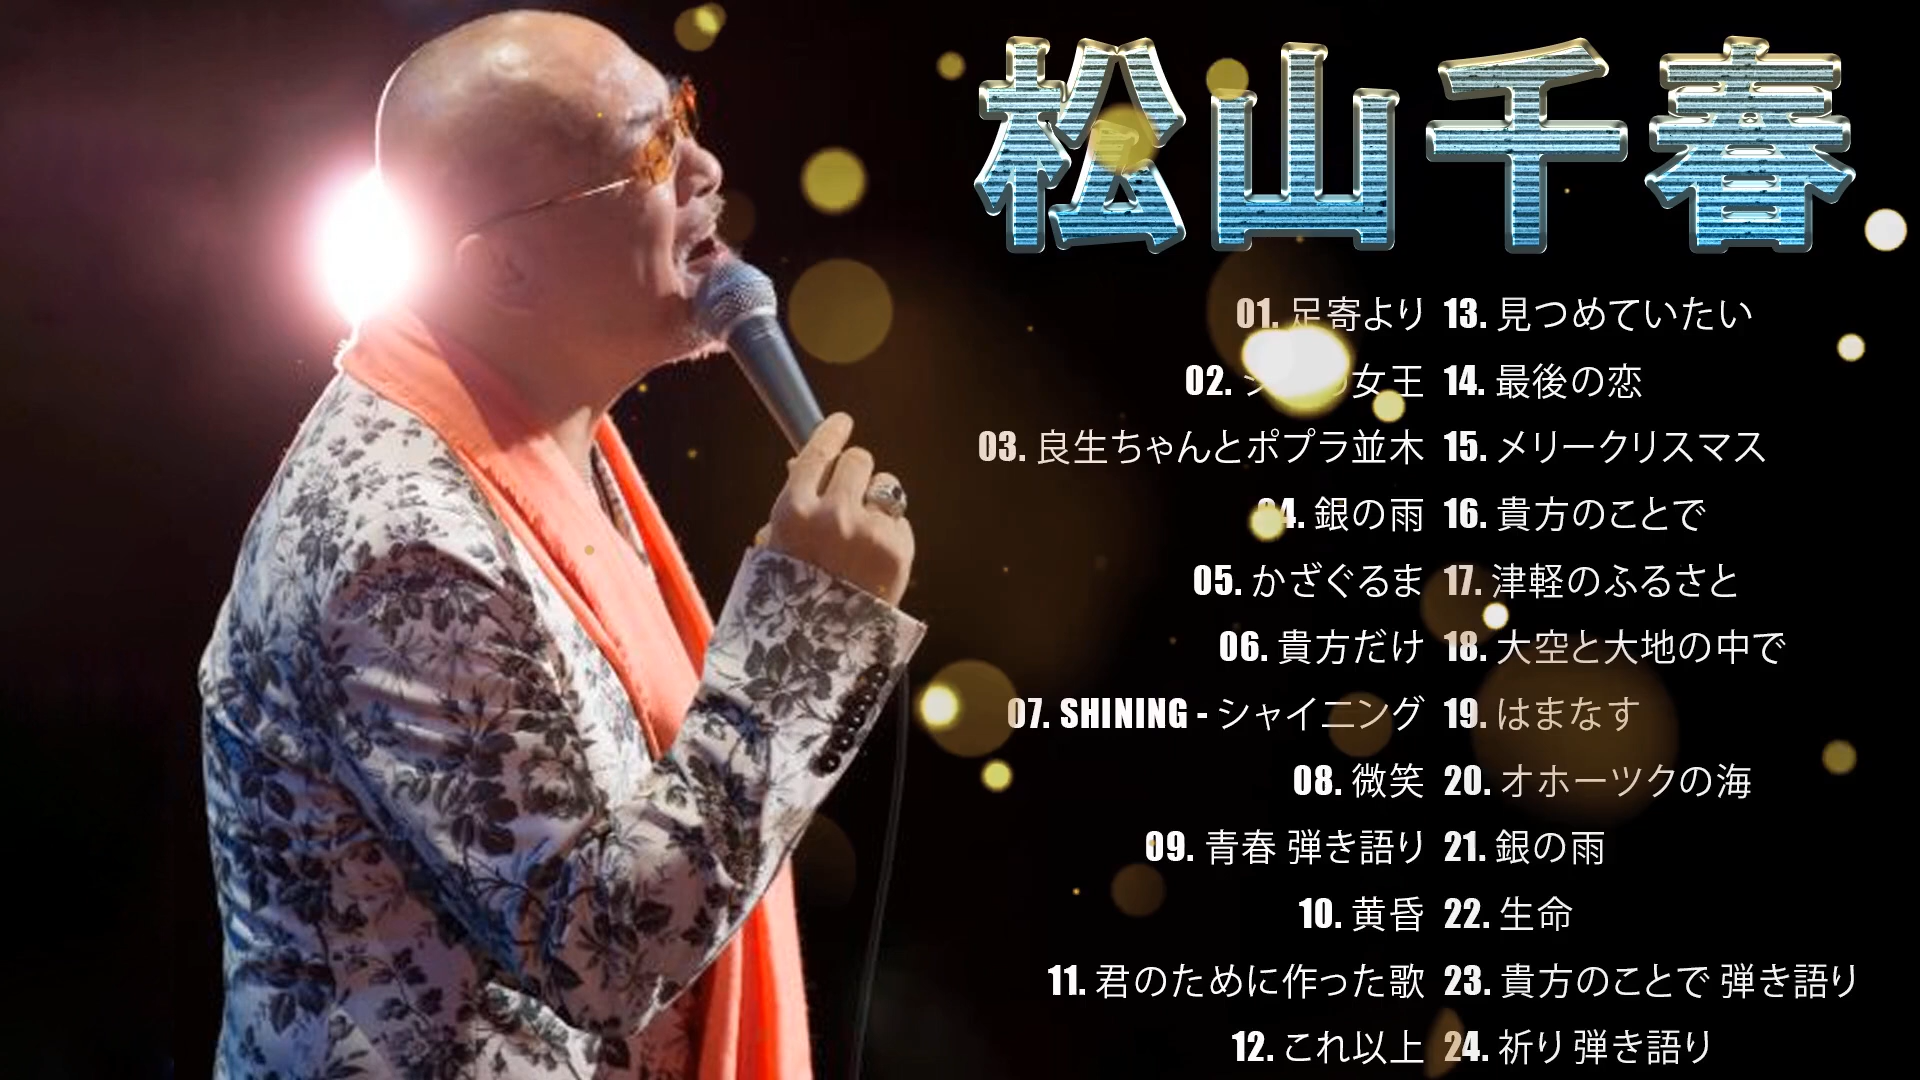 松山千春
01. 足寄より
02. 女王
03. 良生ちゃんとポプラ並木
04. 銀の雨
05. かざぐるま
06. 貴方だけ
07. SHINING - シャイニング
08. 微笑
09. 青春 弾き語り
10. 黄昏
11. 君のために作った歌
12. これ以上
13. 見つめていたい
14. 最後の恋
15. メリークリスマス
16. 貴方のことで
17. 津軽のふるさと
18. 大空と大地の中で
19. はまなす
20. オホーツクの海
21. 銀の雨
22. 生命
23. 貴方のことで 弾き語り
24. 祈り 弾き語り